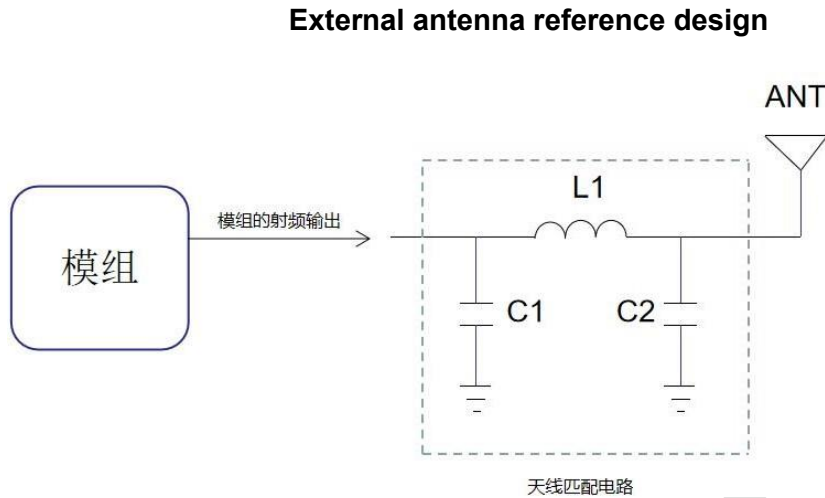 External antenna reference design
ANT
L1
模组的射频输出
模组
C1
C2
天线匹配电路